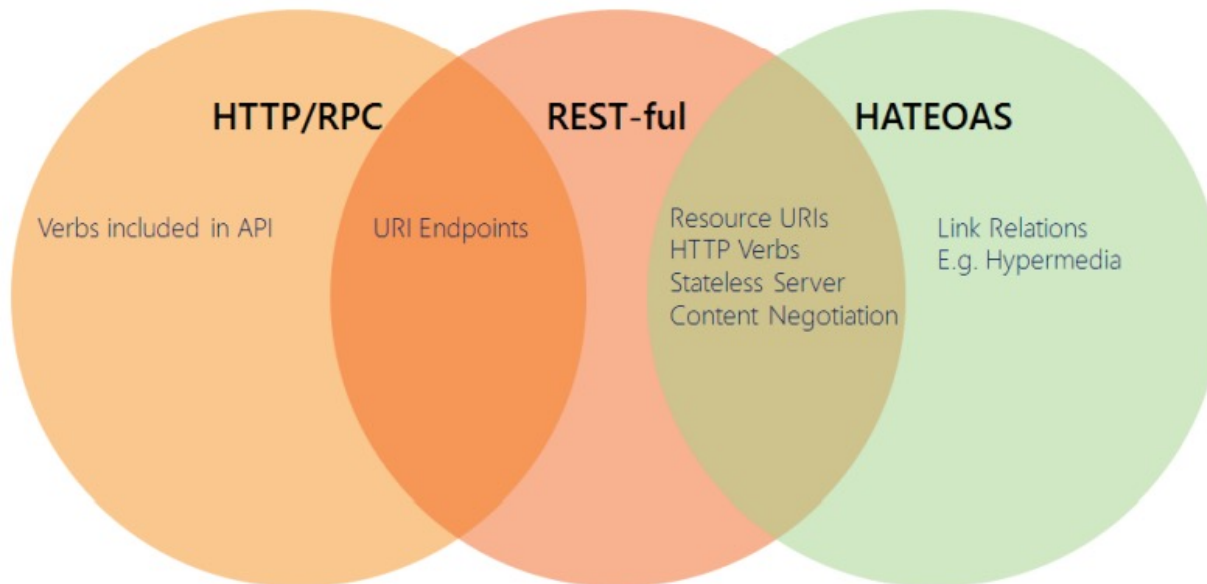 HTTP/RPC
REST-ful
HATEOAS
Verbs included in API
URI Endpoints
Resource URIs
HTTP Verbs
Stateless Server
Content Negotiation
Link Relations
E.g. Hypermedia